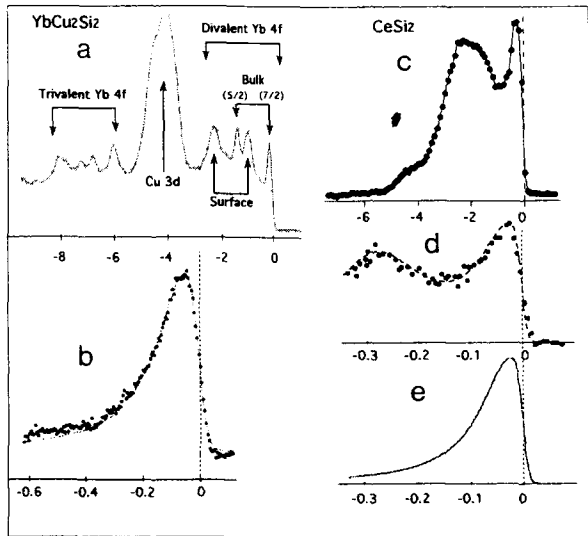 YbCu2Si2
a
Divalent Yb 4f
Bulk
(5/2) (7/2)
Trivalent Yb 4f
Cu 3d
Surface
-8 -6 -4 -2 0
b
-0.6 -0.4 -0.2 0
CeSi2
c
-6 -4 -2 0
d
-0.3 -0.2 -0.1 0
e
-0.3 -0.2 -0.1 0